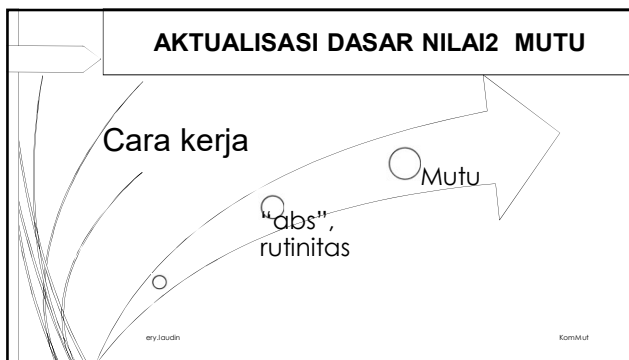 AKTUALISASI DASAR NILAI2 MUTU
Cara kerja
Mutu
“abs”,
rutinitas
ery.laudin
KomMut